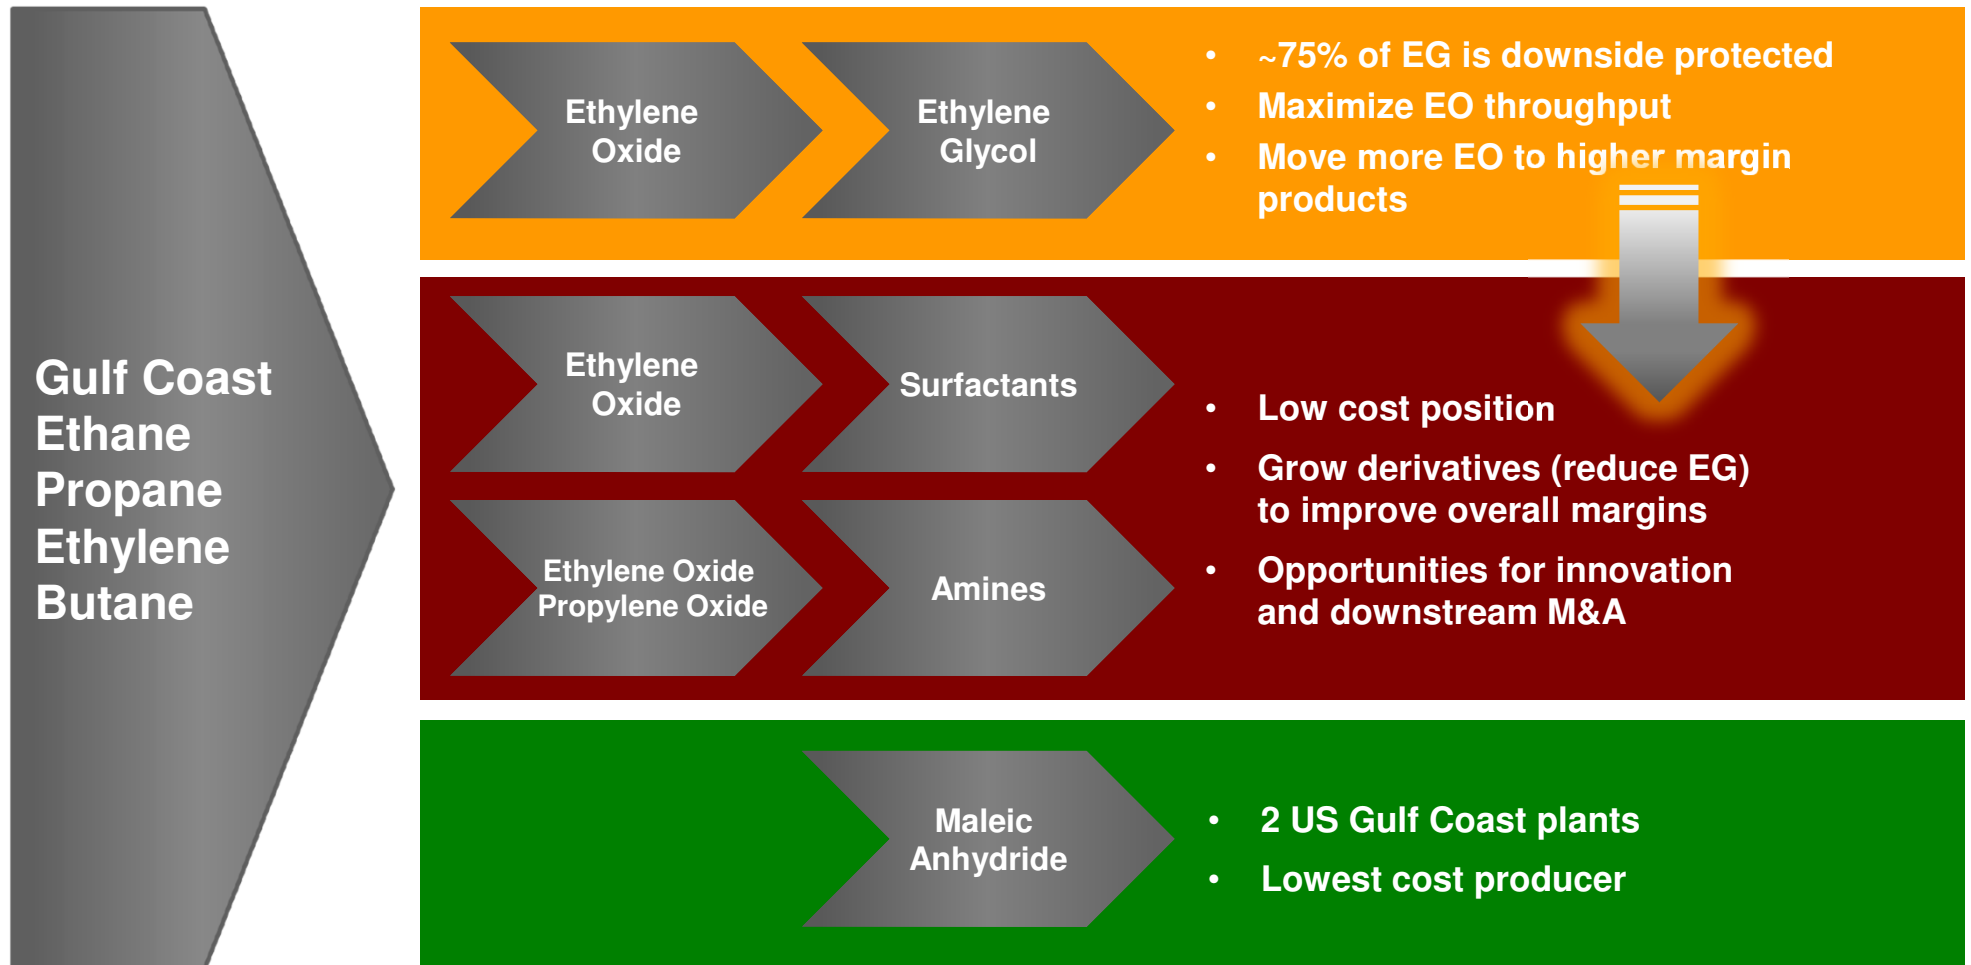 Gulf Coast
Ethane
Propane
Ethylene
Butane
Ethylene
Oxide
Ethylene
Glycol
• ~75% of EG is downside protected
• Maximize EO throughput
• Move more EO to higher margin
products
Ethylene
Oxide
Surfactants
Ethylene Oxide
Propylene Oxide
Amines
• Low cost position
• Grow derivatives (reduce EG)
to improve overall margins
• Opportunities for innovation
and downstream M&A
Maleic
Anhydride
• 2 US Gulf Coast plants
• Lowest cost producer